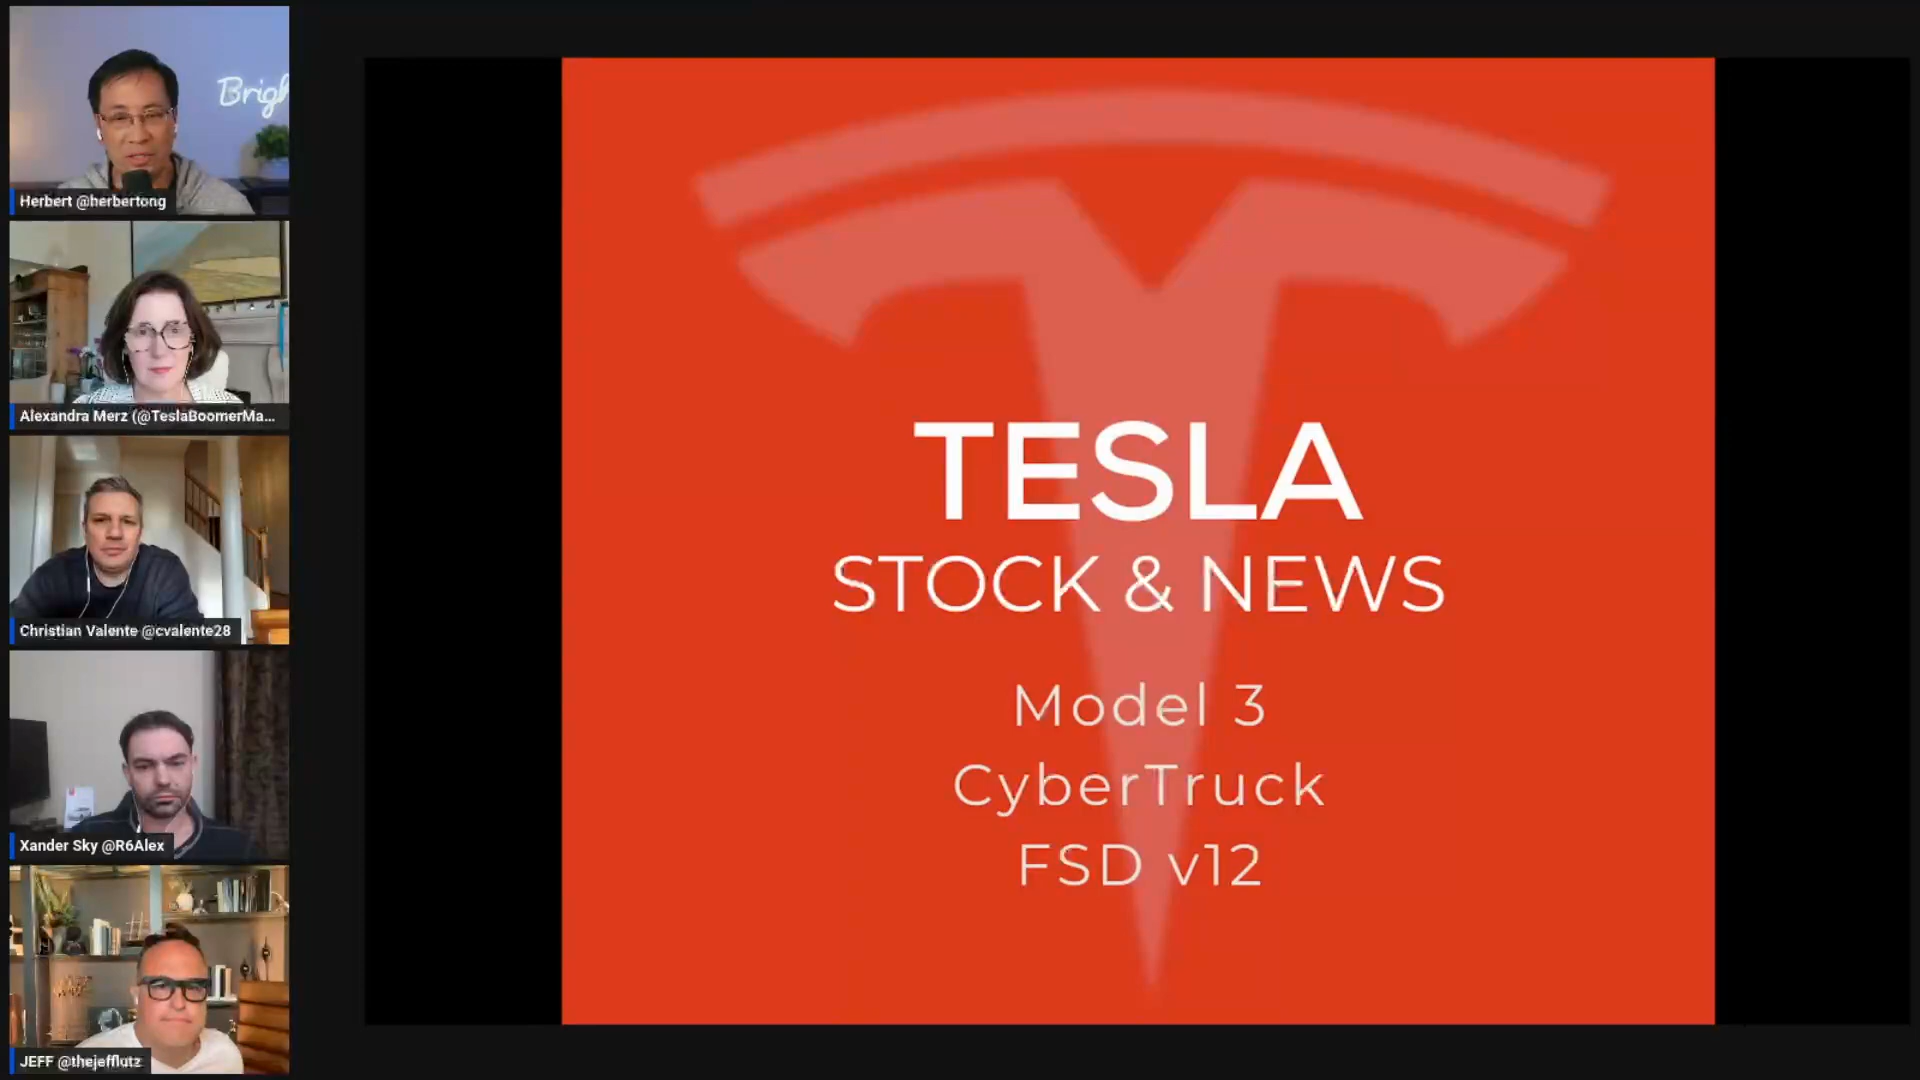 Brigh
Herbert @herbertong
Alexandra Merz (@TeslaBoomerMa...
Christian Valente @cvalente28
Xander Sky @R6Alex
JEFF @thejefflutz
TESLA
STOCK & NEWS
Model 3
CyberTruck
FSD v12